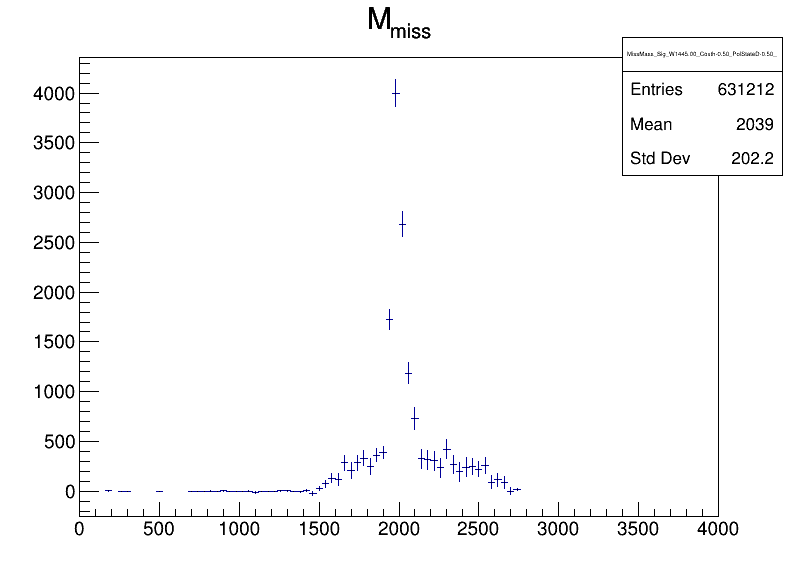 M_miss
MissMass_Sig_W1445.00_Costh-0.50_PolStateD-0.50_
Entries 631212
Mean 2039
Std Dev 202.2
4000
3500
3000
2500
2000
1500
1000
500
0
0 500 1000 1500 2000 2500 3000 3500 4000